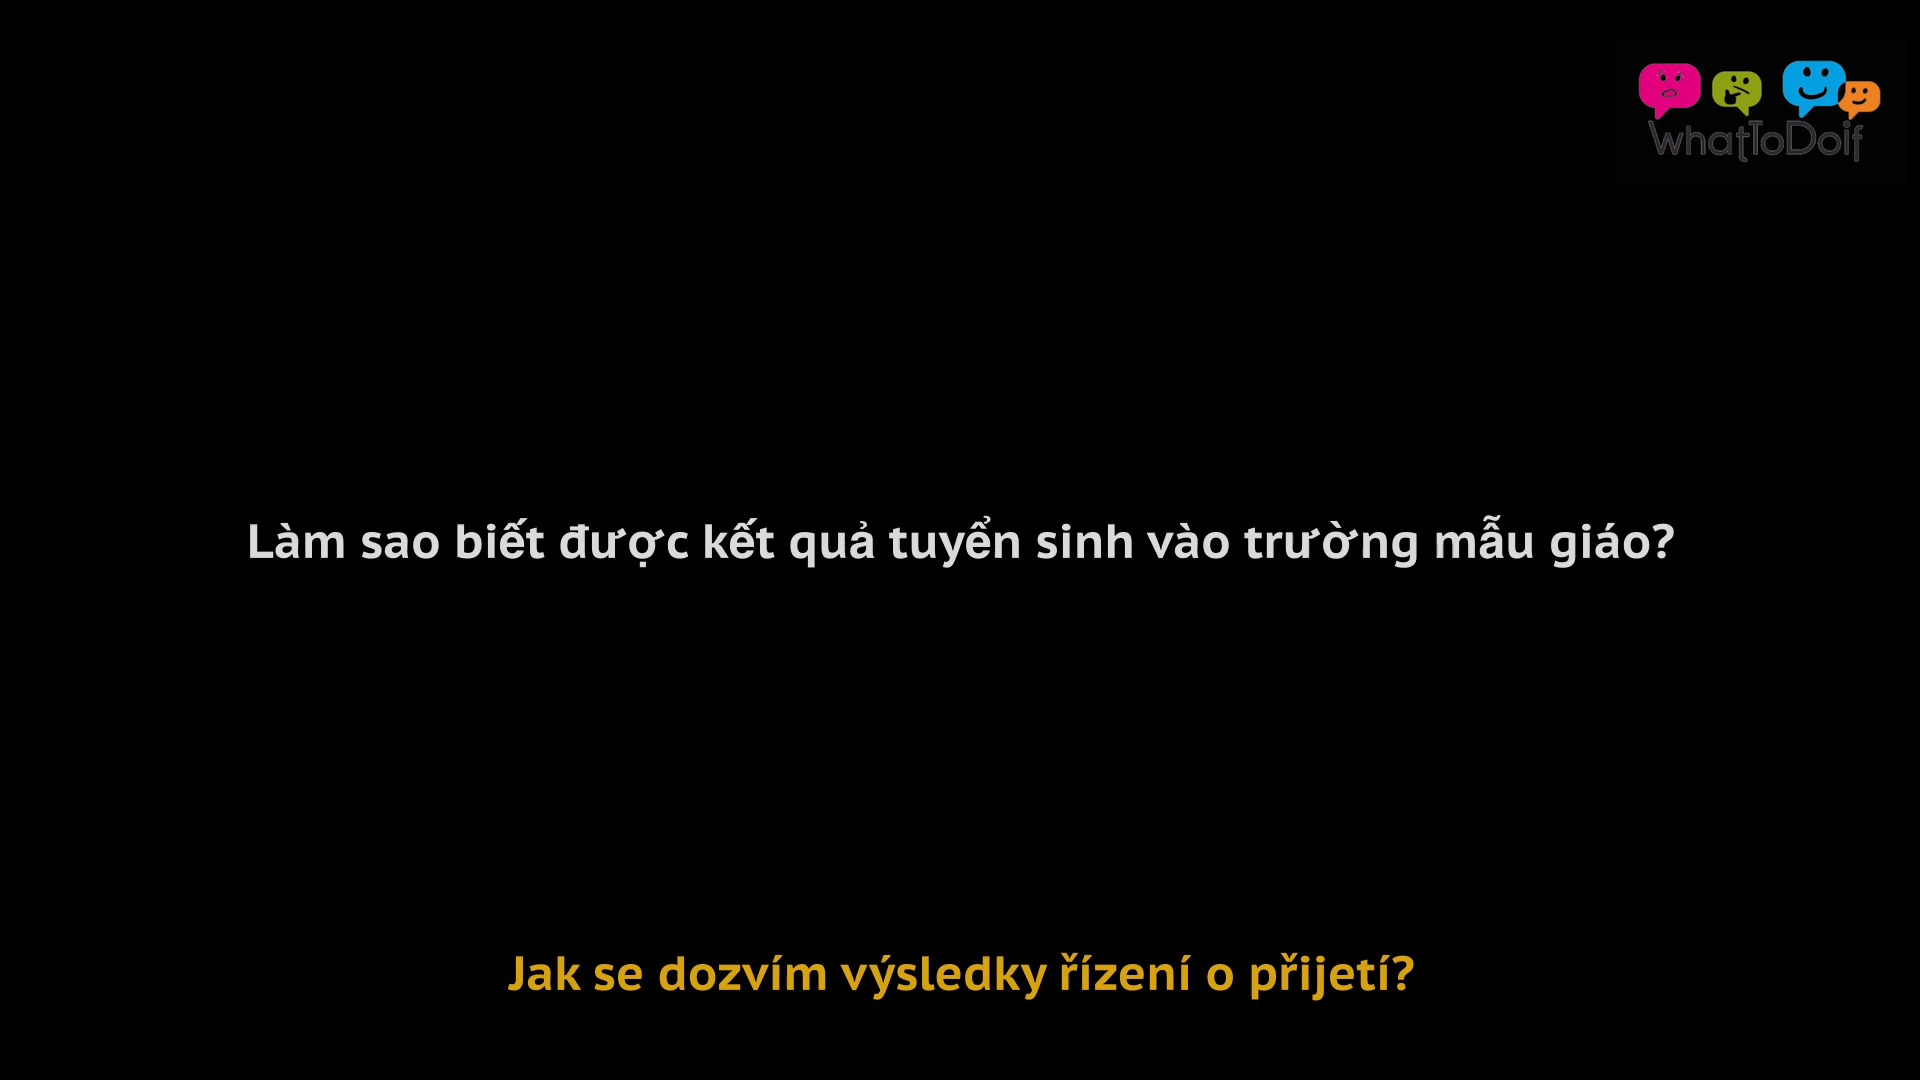 WhatToDoif
Làm sao biết được kết quả tuyển sinh vào trường mẫu giáo?
Jak se dozvím výsledky řízení o přijetí?